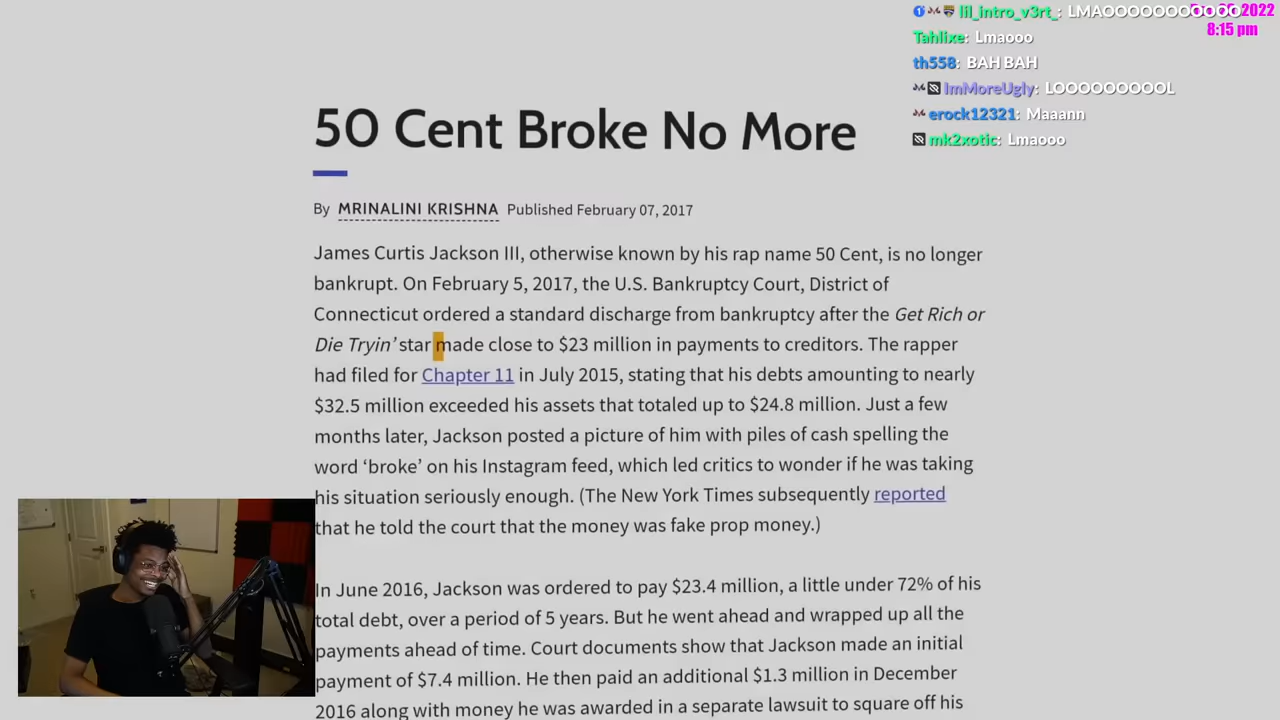 lil_intro_v3rt_: LMAOOOOOOOOOOO
2022
8:15 pm
Tahlixe: Lmaooo
th558: BAH BAH
ImMoreUgly: LOOOOOOOOOL
erock12321: Maaann
mk2xotic: Lmaooo
50 Cent Broke No More
By MRINALINI KRISHNA Published February 07, 2017
James Curtis Jackson III, otherwise known by his rap name 50 Cent, is no longer
bankrupt. On February 5, 2017, the U.S. Bankruptcy Court, District of
Connecticut ordered a standard discharge from bankruptcy after the Get Rich or
Die Tryin’ star made close to $23 million in payments to creditors. The rapper
had filed for Chapter 11 in July 2015, stating that his debts amounting to nearly
$32.5 million exceeded his assets that totaled up to $24.8 million. Just a few
months later, Jackson posted a picture of him with piles of cash spelling the
word ‘broke’ on his Instagram feed, which led critics to wonder if he was taking
his situation seriously enough. (The New York Times subsequently reported
that he told the court that the money was fake prop money.)
In June 2016, Jackson was ordered to pay $23.4 million, a little under 72% of his
total debt, over a period of 5 years. But he went ahead and wrapped up all the
payments ahead of time. Court documents show that Jackson made an initial
payment of $7.4 million. He then paid an additional $1.3 million in December
2016 along with money he was awarded in a separate lawsuit to square off his